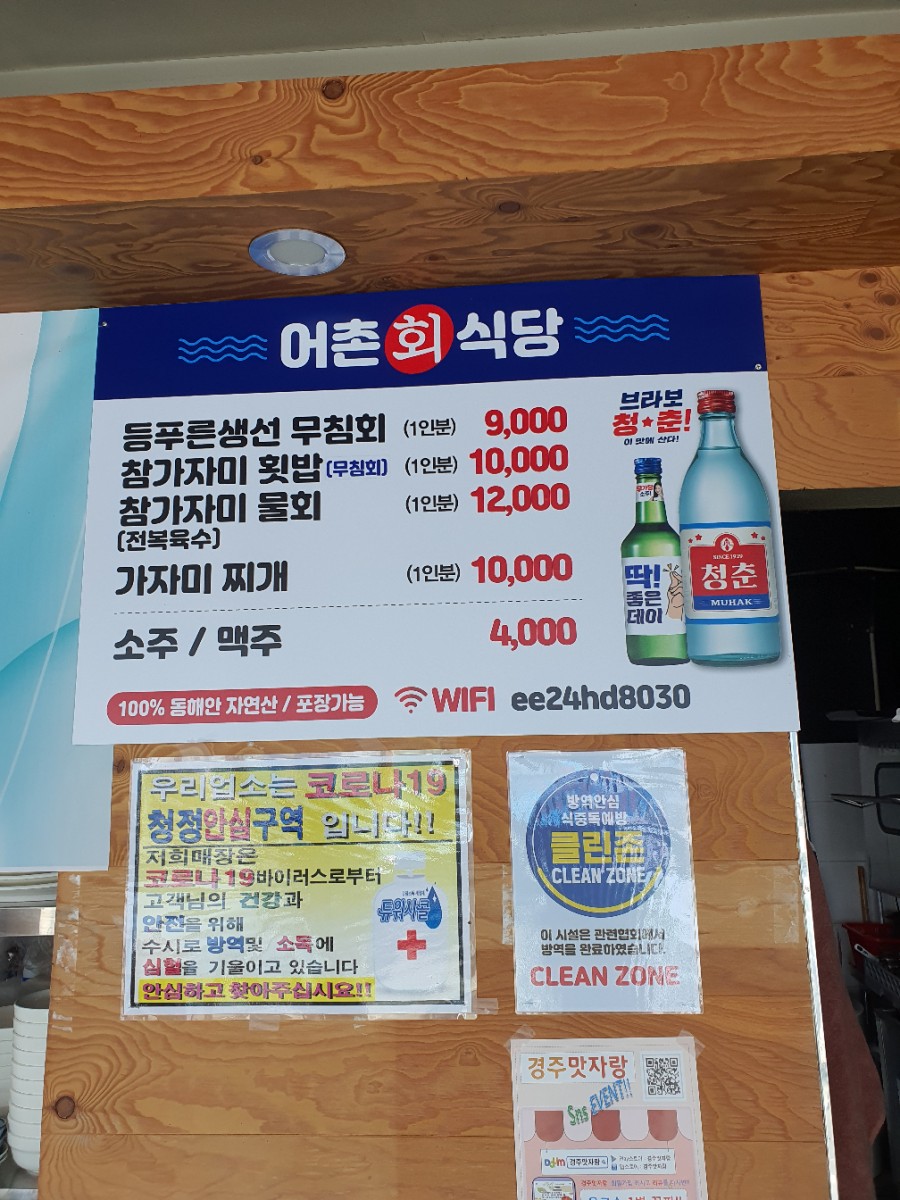 어촌 회 식당
등푸른생선 무침회 (1인분) 9,000
참가자미 횟밥 (무침회) (1인분) 10,000
참가자미 물회 (1인분) 12,000
(전복육수)
가자미 찌개 (1인분) 10,000
소주 / 맥주 4,000
100% 동해안 자연산 / 포장가능
WIFI ee24hd8030
브라보
청★춘!
이 맛에 산다!
딱!
좋은
데이
SINCE 1929
청춘
MUHAK
우리업소는 코로나19
청정안심구역 입니다!!
저희매장은
코로나19바이러스로부터
고객님의 건강과
안전을 위해
수시로 방역및 소독에
심혈을 기울이고 있습니다
안심하고 찾아주십시요!!
방역안심
식중독예방
클린존
CLEAN ZONE
이 시설은 관련협회에서
방역을 완료하였습니다.
CLEAN ZONE
경주맛자랑
Sns EVENT!!
경주맛자랑